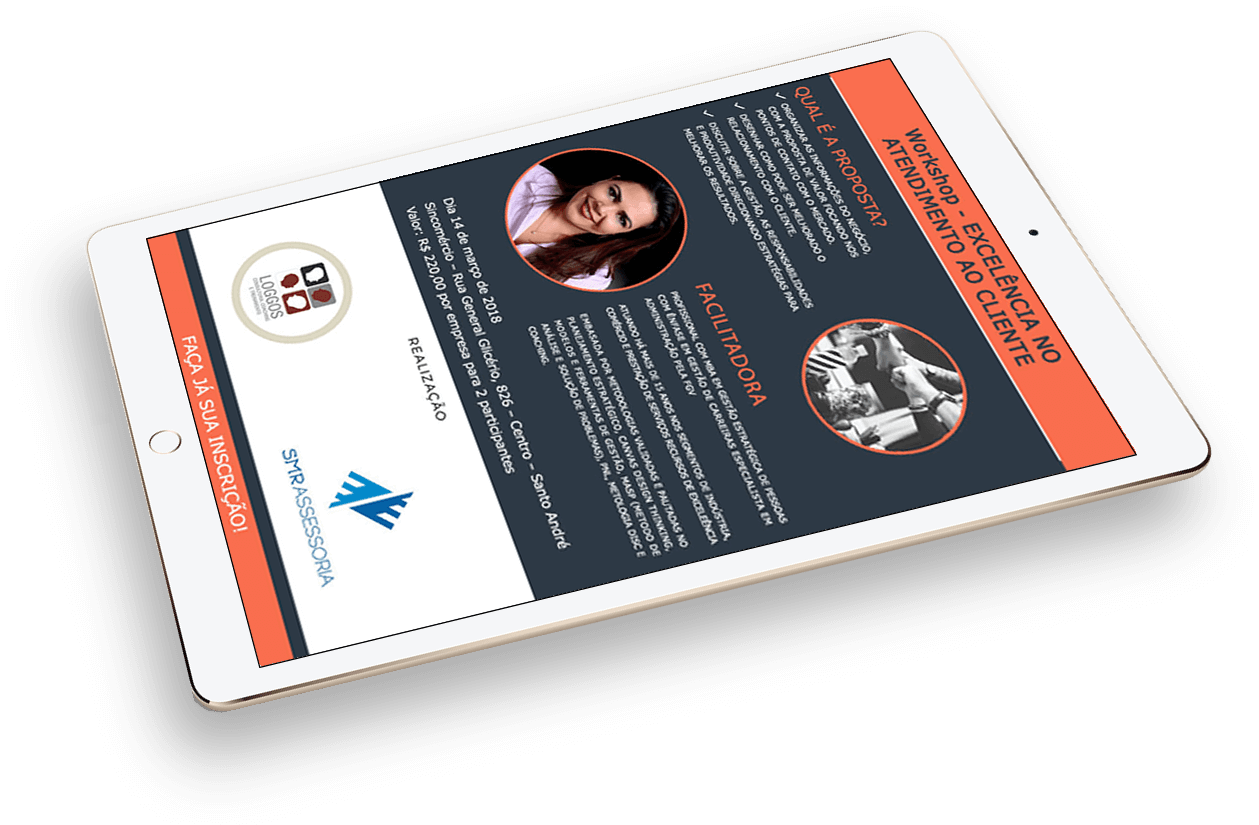 Workshop - EXCELÊNCIA NO
ATENDIMENTO AO CLIENTE
QUAL É A PROPOSTA?
✓ ORGANIZAR AS INFORMAÇÕES DO NEGÓCIO,
COM A PROPOSTA DE VALOR FOCANDO NOS
PONTOS DE CONTATO COM O MERCADO.
✓ DESENHAR COMO PODE SER MELHORADO O
RELACIONAMENTO COM O CLIENTE.
✓ DISCUTIR SOBRE A GESTÃO, AS RESPONSABILIDADES
E PRODUTIVIDADE DIRECIONANDO ESTRATÉGIAS PARA
MELHORAR OS RESULTADOS.
FACILITADORA
PROFISSIONAL COM MBA EM GESTÃO ESTRATÉGICA DE PESSOAS
COM ÊNFASE EM GESTÃO DE CARREIRAS ESPECIALISTA EM
ADMINISTRAÇÃO PELA FGV
ATUANDO HÁ MAIS DE 15 ANOS NOS SEGMENTOS DE INDÚSTRIA,
COMÉRCIO E PRESTAÇÃO DE SERVIÇOS RECURSOS DE EXCELEÊNCIA
EMBASADA POR METODOLOGIAS VALIDADAS E PAUTADAS NO
PLANEJAMENTO ESTRATÉGICO, CANVAS DESIGN THINKING,
MODELOS E FERRAMENTAS DE GESTÃO, MASP (METODO DE
ANÁLISE E SOLUÇÃO DE PROBLEMAS), PNL, METOLOGIA DISC E
COACHING.
Dia 14 de março de 2018
Sincomércio – Rua General Glicério, 826 – Centro – Santo André
Valor: R$ 220,00 por empresa para 2 participantes
REALIZAÇÃO
LOGGOS
SMRASSESSORIA
FAÇA JÁ SUA INSCRIÇÃO!